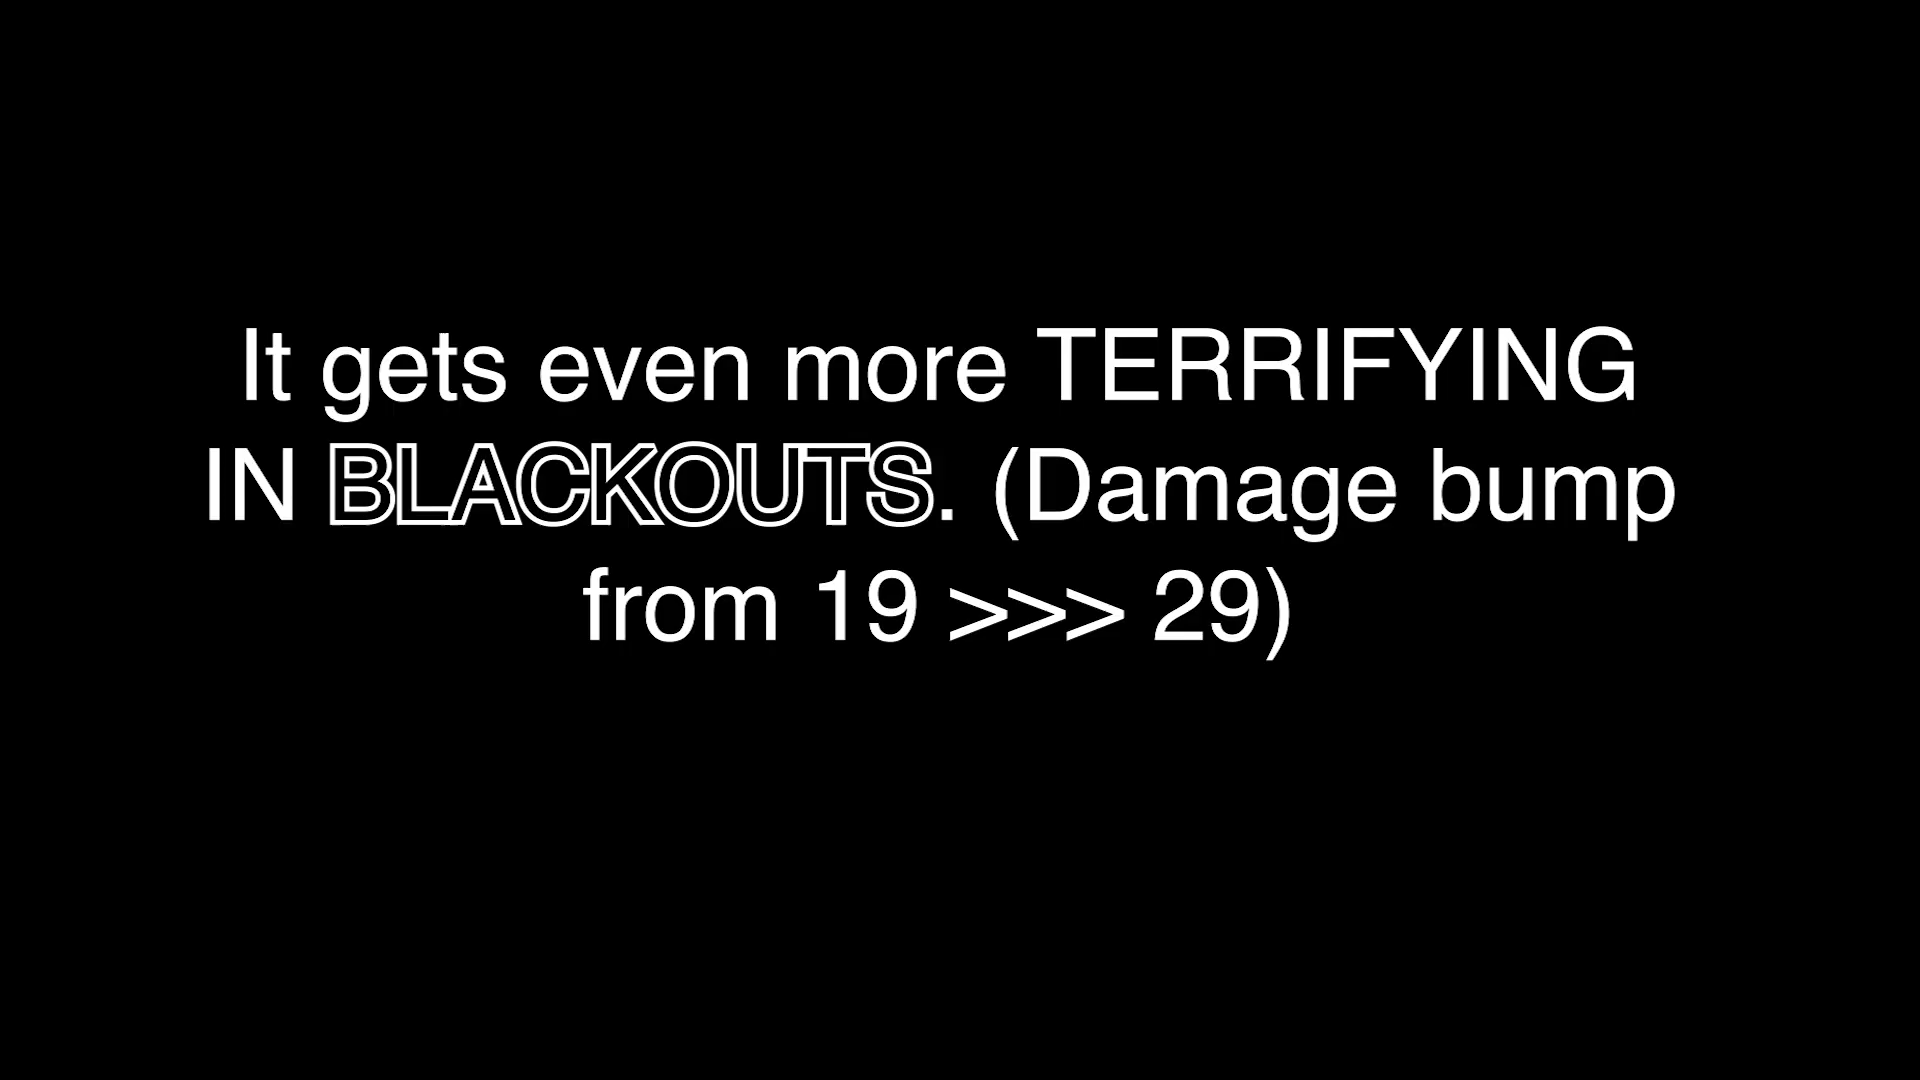 It gets even more TERRIFYING
IN BLACKOUTS. (Damage bump
from 19 >>> 29)